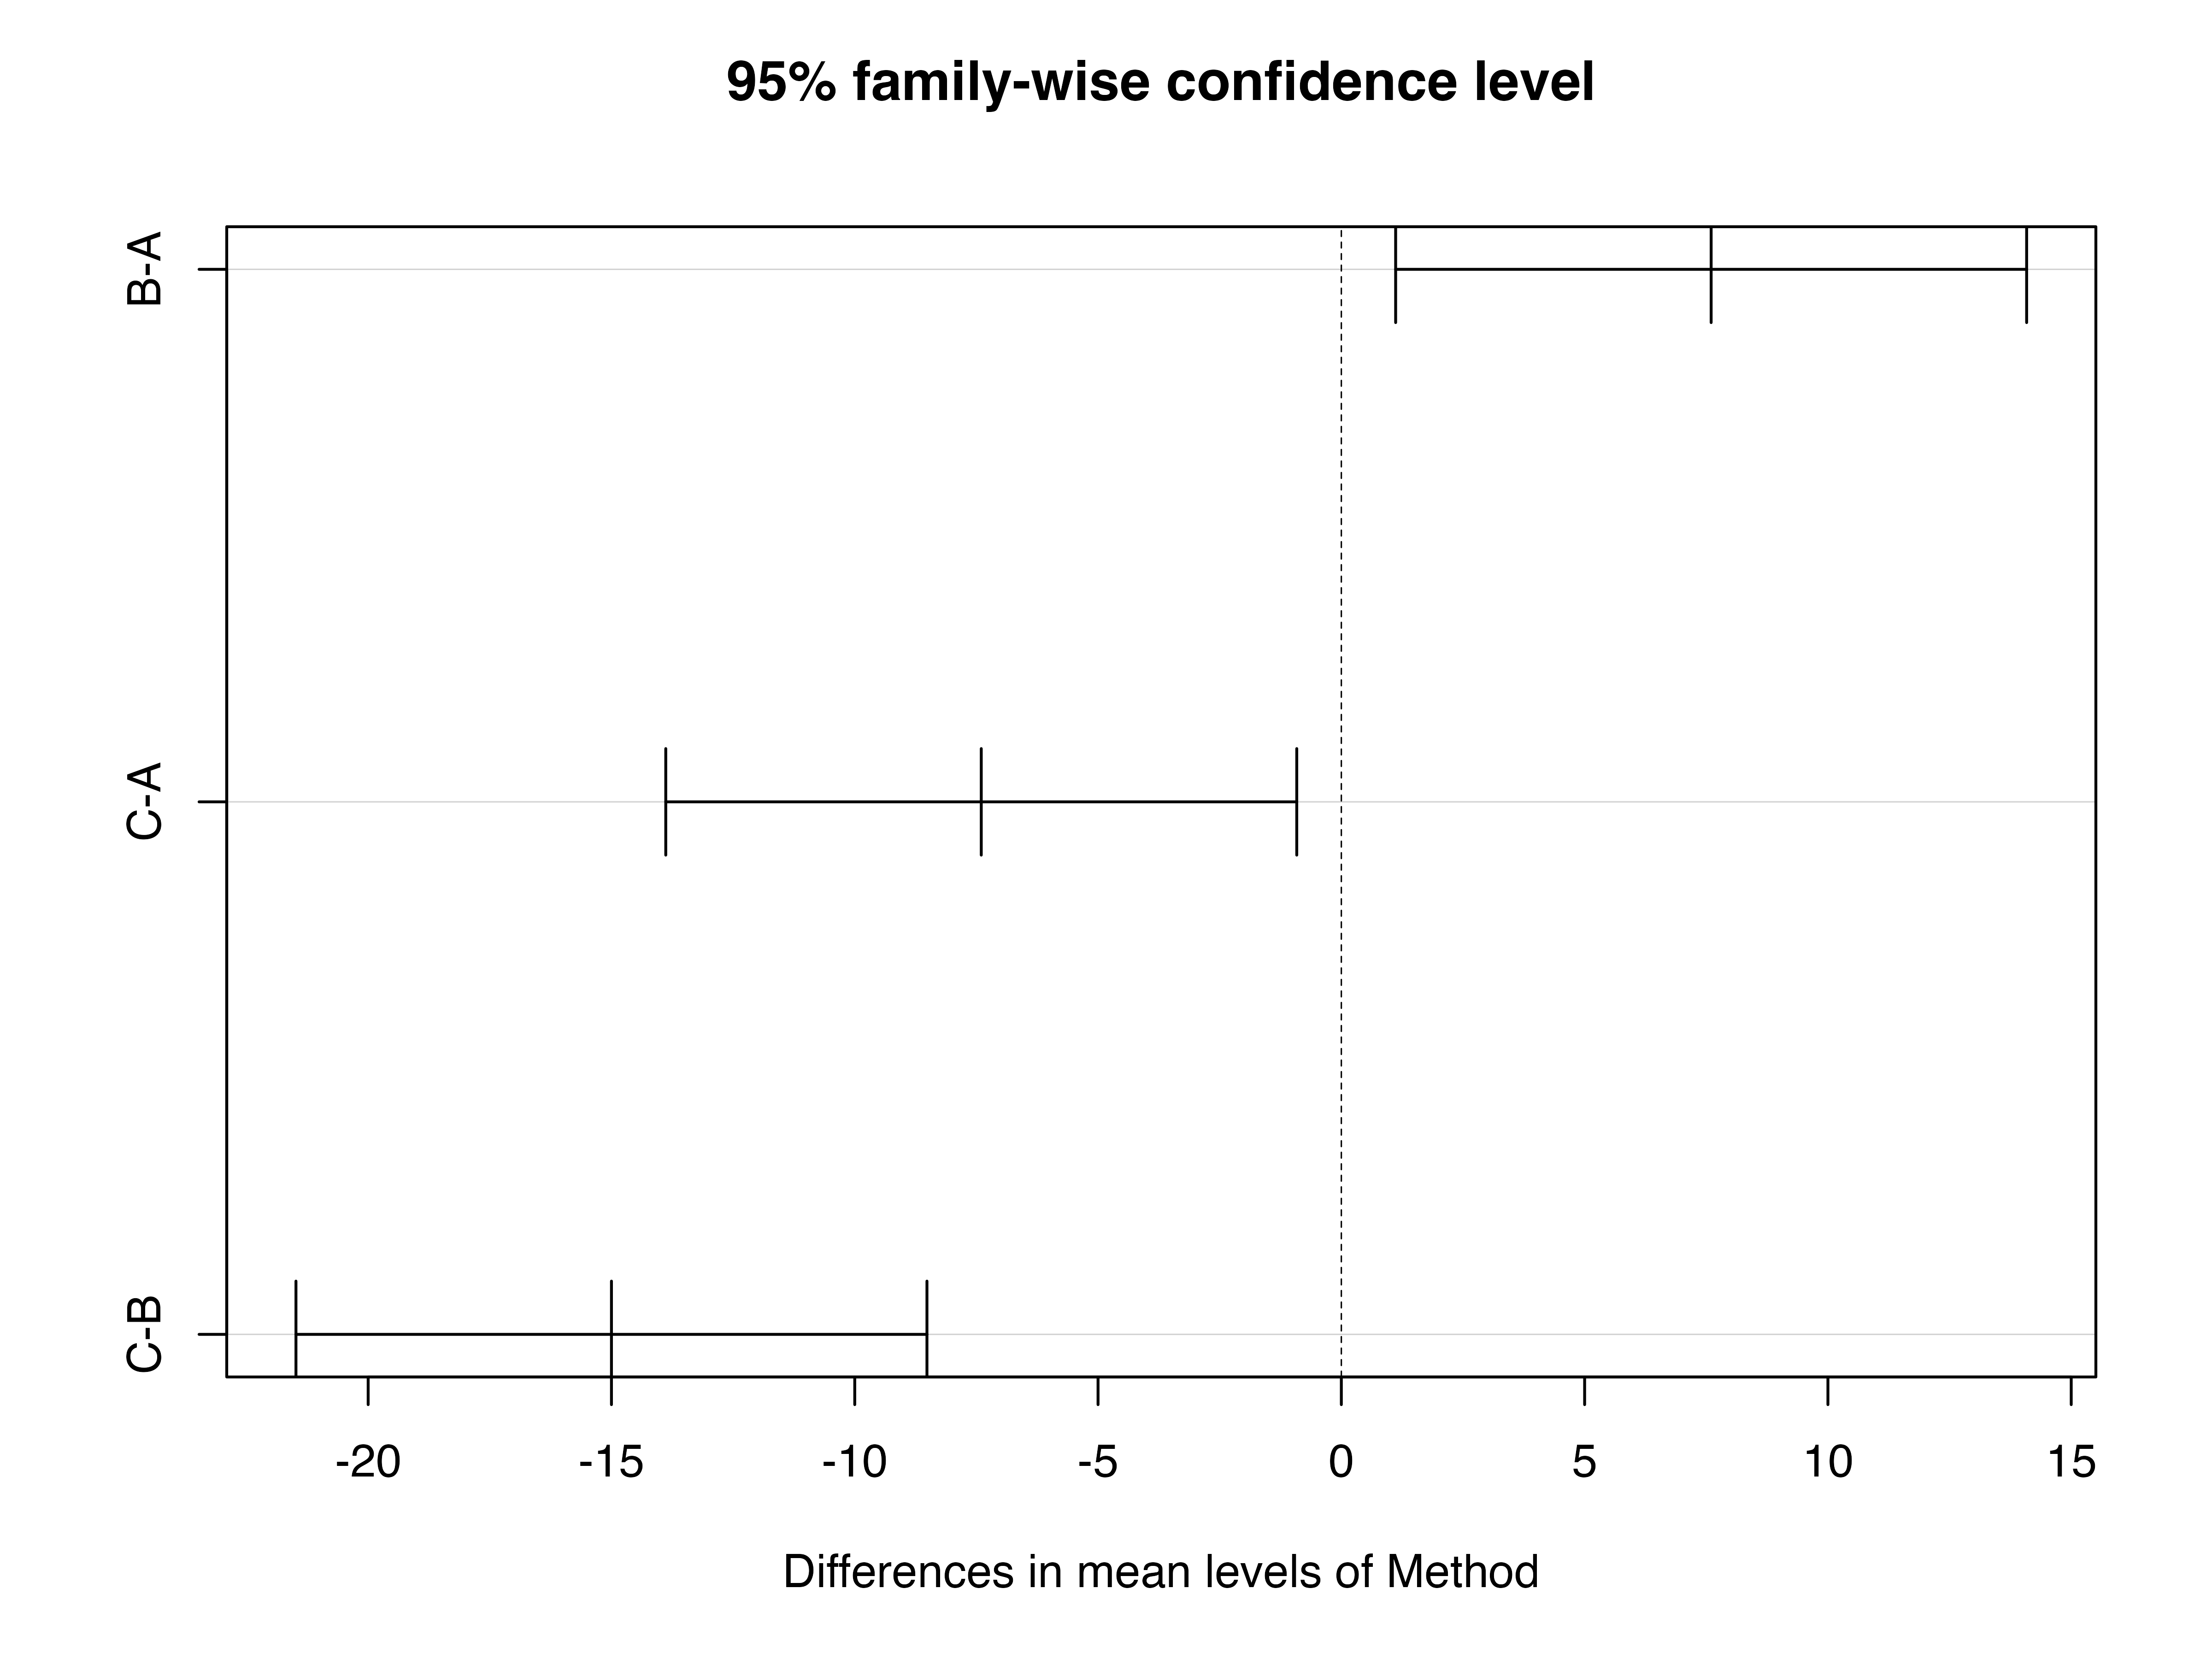 95% family-wise confidence level
B-A
C-A
C-B
-20 -15 -10 -5 0 5 10 15
Differences in mean levels of Method